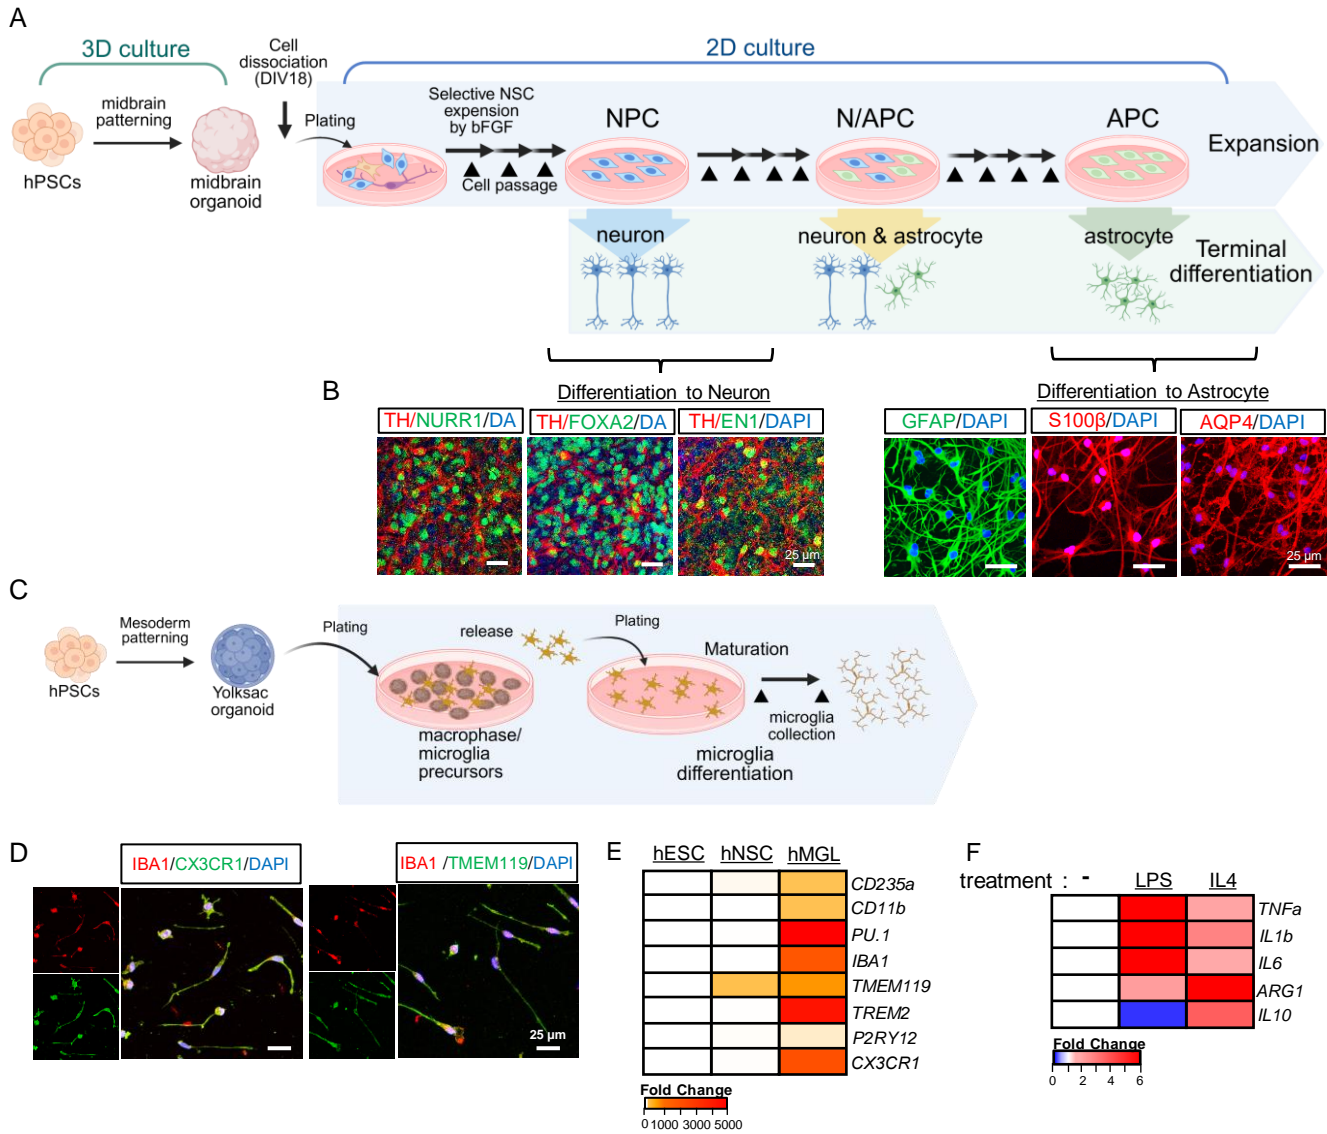 A
3D culture
Cell
dissociation
(DIV18)
2D culture
midbrain
patterning
Plating
Selective NSC
expension
by bFGF
NPC
N/APC
APC
Expansion
Cell passage
hPSCs
midbrain
organoid
neuron
neuron & astrocyte
astrocyte
Terminal
differentiation
B
Differentiation to Neuron
Differentiation to Astrocyte
TH/NURR1/DA
TH/FOXA2/DA
TH/EN1/DAPI
GFAP/DAPI
S100β/DAPI
AQP4/DAPI
25 µm
25 µm
C
Mesoderm
patterning
Plating
release
Plating
Maturation
hPSCs
Yolksac
organoid
macrophase/
microglia
precursors
microglia
differentiation
microglia
collection
D
IBA1/CX3CR1/DAPI
IBA1 /TMEM119/DAPI
25 µm
E
hESC hNSC hMGL
CD235a
CD11b
PU.1
IBA1
TMEM119
TREM2
P2RY12
CX3CR1
Fold Change
0 1000 3000 5000
F
treatment : - LPS IL4
TNFa
IL1b
IL6
ARG1
IL10
Fold Change
0 2 4 6